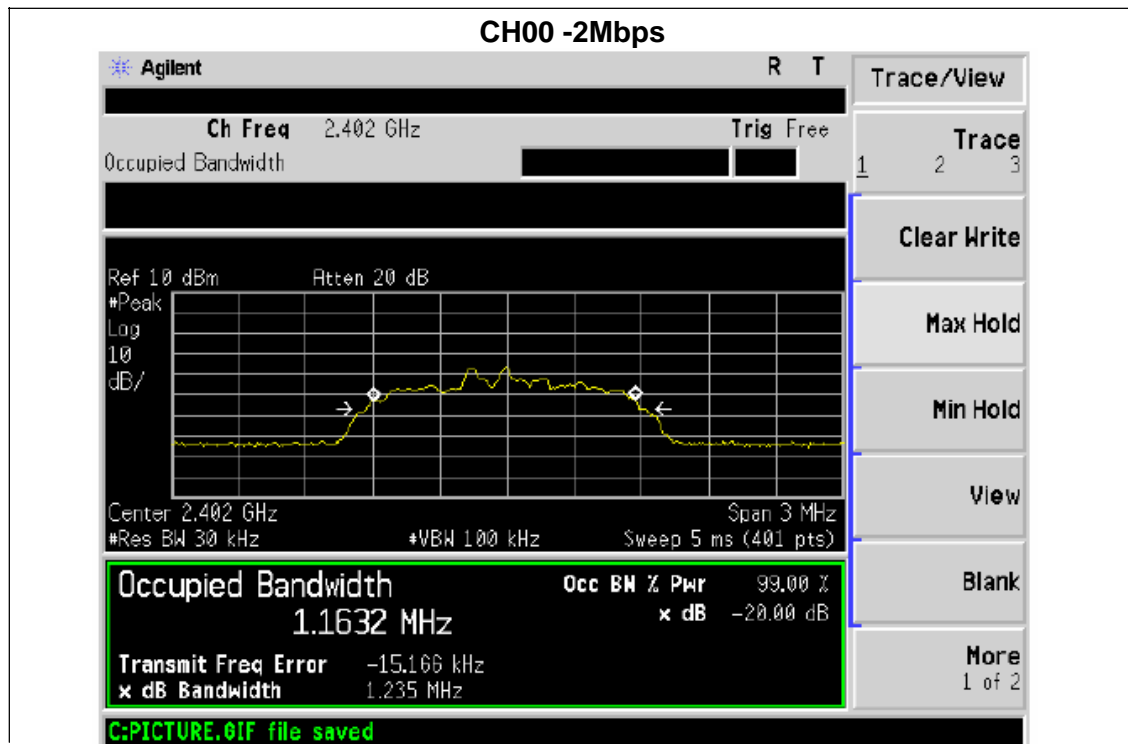 CH00 -2Mbps
Agilent R T
Trace/View
Ch Freq 2.402 GHz Trig Free
Occupied Bandwidth
Trace
1 2 3
Clear Write
Ref 10 dBm Atten 20 dB
#Peak
Log
10
dB/
Max Hold
Min Hold
View
Center 2.402 GHz Span 3 MHz
#Res BW 30 kHz #VBW 100 kHz Sweep 5 ms (401 pts)
Occupied Bandwidth Occ BW % Pwr 99.00 %
1.1632 MHz x dB -20.00 dB
Blank
Transmit Freq Error -15.166 kHz
x dB Bandwidth 1.235 MHz
More
1 of 2
C:PICTURE.GIF file saved